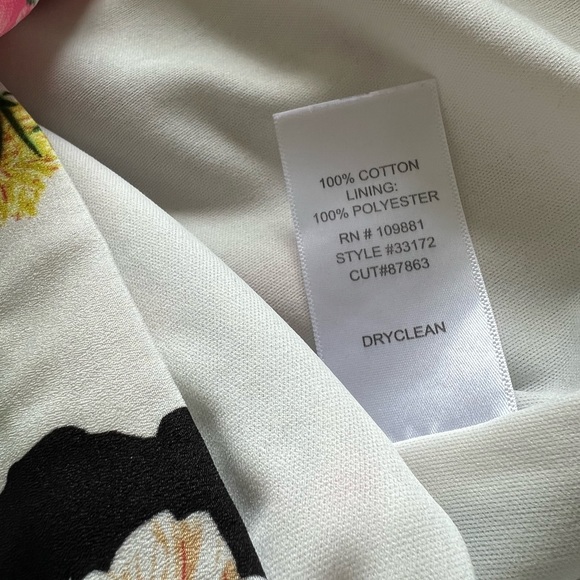 100% COTTON
LINING:
100% POLYESTER
RN # 109881
STYLE #33172
CUT#87863
DRYCLEAN